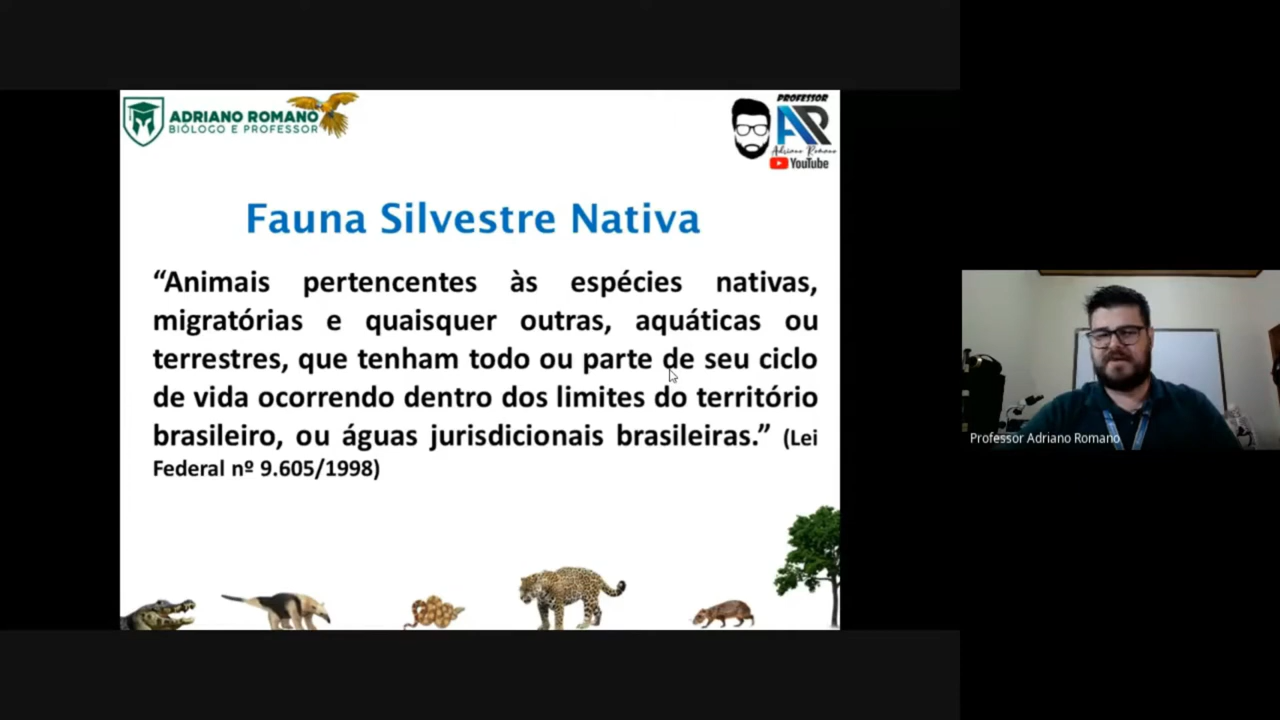 ADRIANO ROMANO
BIÓLOGO E PROFESSOR
PROFESSOR
AR
Adriano Romano
YouTube
Fauna Silvestre Nativa
“Animais pertencentes às espécies nativas,
migratórias e quaisquer outras, aquáticas ou
terrestres, que tenham todo ou parte de seu ciclo
de vida ocorrendo dentro dos limites do território
brasileiro, ou águas jurisdicionais brasileiras.” (Lei
Federal nº 9.605/1998)
Professor Adriano Romano